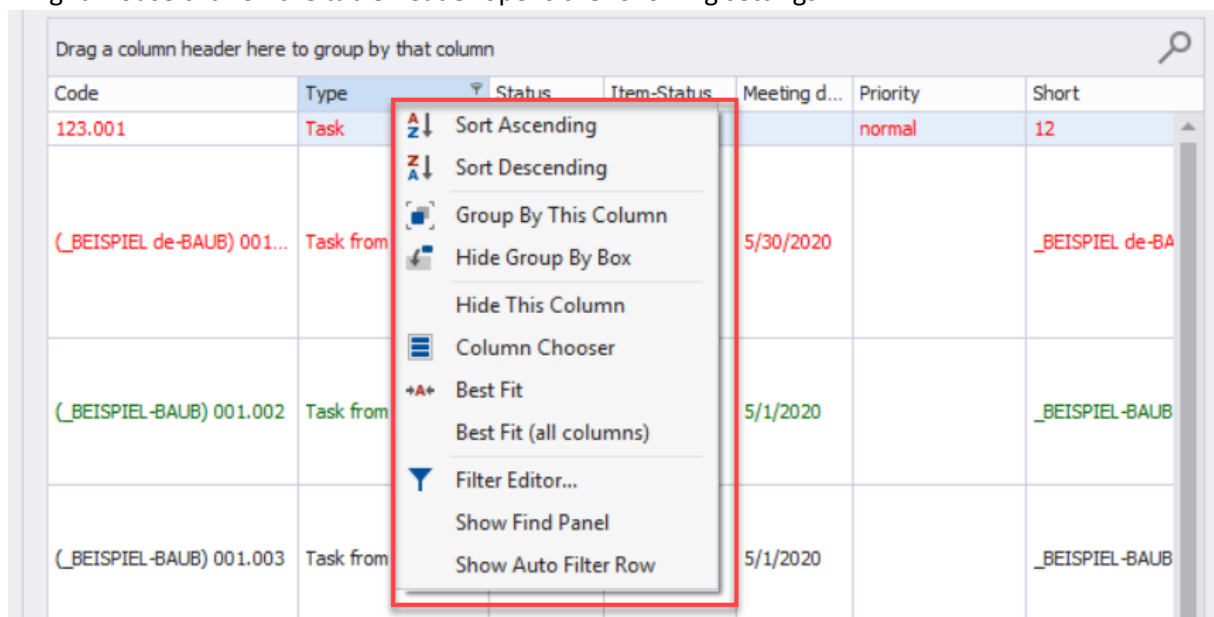 Drag a column header here to group by that column
Code Type Status Item-Status Meeting d... Priority Short
123.001 Task normal 12
Sort Ascending
Sort Descending
Group By This Column
(_BEISPIEL de-BAUB) 001... Task from 5/30/2020 _BEISPIEL de-BA
Hide Group By Box
Hide This Column
Column Chooser
Best Fit
(_BEISPIEL-BAUB) 001.002 Task from 5/1/2020 _BEISPIEL-BAUB
Best Fit (all columns)
Filter Editor...
Show Find Panel
(_BEISPIEL-BAUB) 001.003 Task from 5/1/2020 _BEISPIEL-BAUB
Show Auto Filter Row